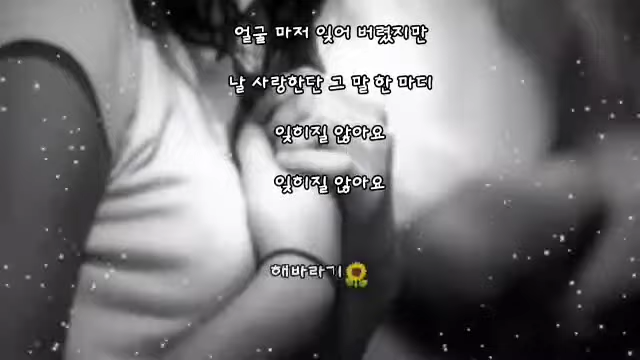 얼굴 마저 잊어 버렸지만
날 사랑한단 그 말 한 마디
잊히질 않아요
잊히질 않아요
해바라기🌻